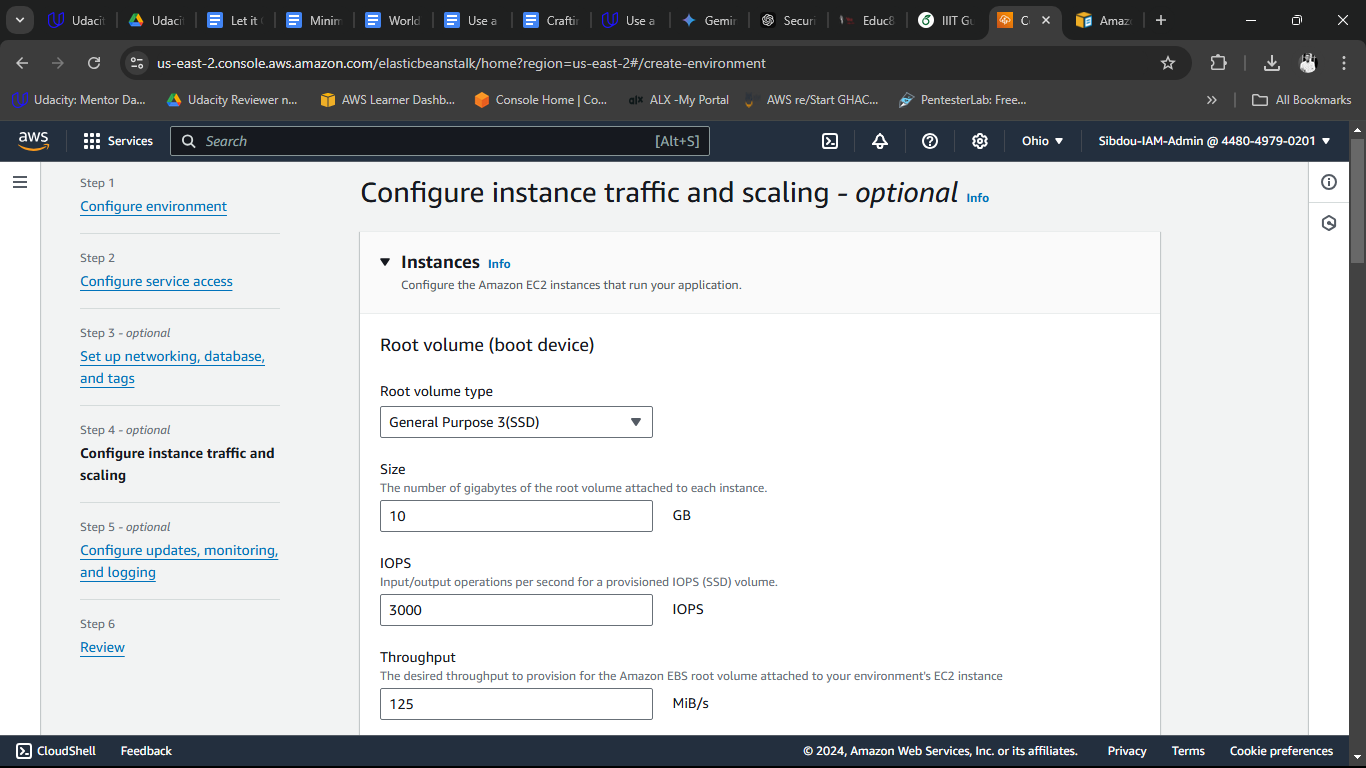 Udacit
Udacit
Let it
Minim
World
Use a
Craftin
Use a
Gemin
Securi
Educ8
IIIT Gu
C
Amaz
us-east-2.console.aws.amazon.com/elasticbeanstalk/home?region=us-east-2#/create-environment
Udacity: Mentor Da...
Udacity Reviewer n...
AWS Learner Dashb...
Console Home | Co...
alx
ALX -My Portal
AWS re/Start GHAC...
PentesterLab: Free...
»
All Bookmarks
aws
Services
Search
[Alt+S]
Ohio
Sibdou-IAM-Admin @ 4480-4979-0201
Step 1
Configure environment
Step 2
Configure service access
Step 3 - optional
Set up networking, database,
and tags
Step 4 - optional
Configure instance traffic and
scaling
Step 5 - optional
Configure updates, monitoring,
and logging
Step 6
Review
Configure instance traffic and scaling - optional Info
Instances Info
Configure the Amazon EC2 instances that run your application.
Root volume (boot device)
Root volume type
General Purpose 3(SSD)
Size
The number of gigabytes of the root volume attached to each instance.
10 GB
IOPS
Input/output operations per second for a provisioned IOPS (SSD) volume.
3000 IOPS
Throughput
The desired throughput to provision for the Amazon EBS root volume attached to your environment's EC2 instance
125 MiB/s
CloudShell
Feedback
© 2024, Amazon Web Services, Inc. or its affiliates.
Privacy
Terms
Cookie preferences